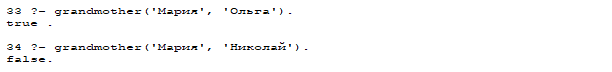 33 ?- grandmother('Мария', 'Ольга').
true .
34 ?- grandmother('Мария', 'Николай').
false.